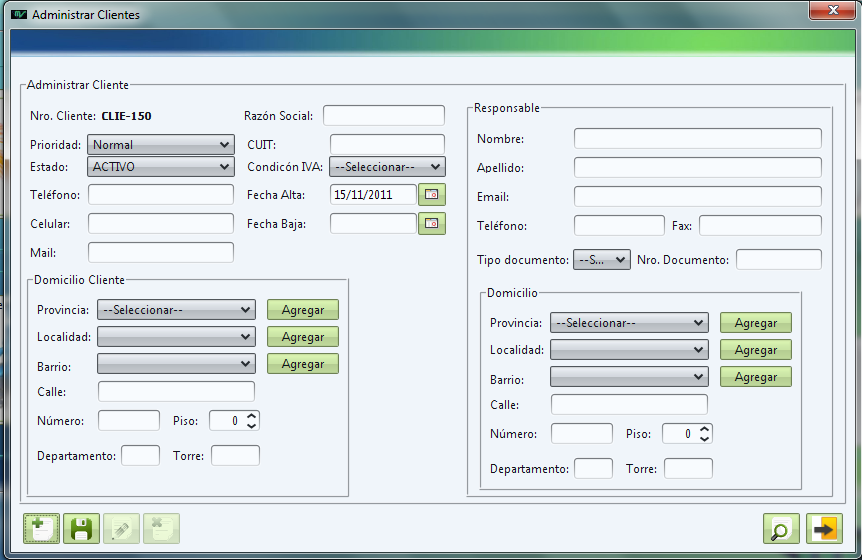 Administrar Clientes
Administrar Cliente
Nro. Cliente: CLIE-150
Razón Social:
Prioridad: Normal
CUIT:
Estado: ACTIVO
Condicón IVA: --Seleccionar--
Teléfono:
Fecha Alta: 15/11/2011
Celular:
Fecha Baja:
Mail:
Domicilio Cliente
Provincia: --Seleccionar-- Agregar
Localidad: Agregar
Barrio: Agregar
Calle:
Número: Piso: 0
Departamento: Torre:
Responsable
Nombre:
Apellido:
Email:
Teléfono: Fax:
Tipo documento: --S... Nro. Documento:
Domicilio
Provincia: --Seleccionar-- Agregar
Localidad: Agregar
Barrio: Agregar
Calle:
Número: Piso: 0
Departamento: Torre: